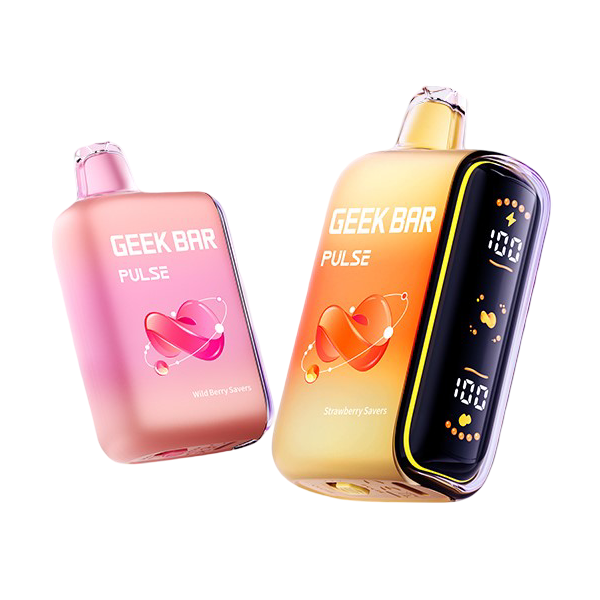 GEEK BAR
PULSE
Wild Berry Savers
GEEK BAR
PULSE
Strawberry Savers
100
100